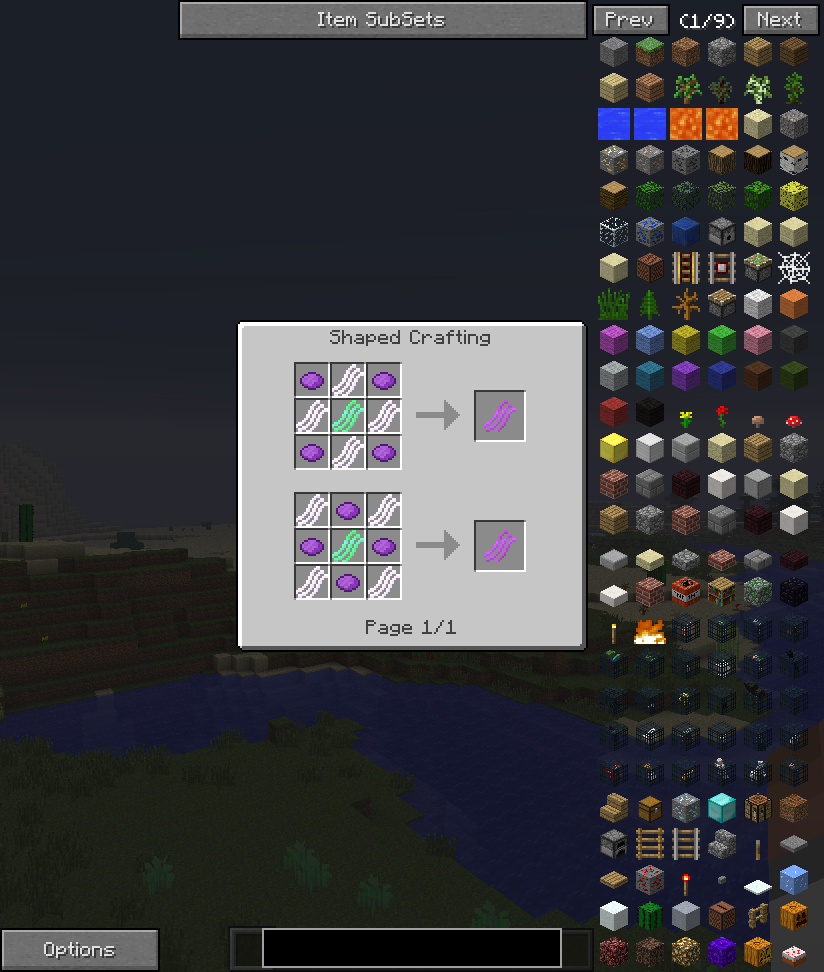 Item SubSets
Prev (1/9) Next
Shaped Crafting
Page 1/1
Options